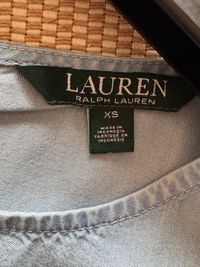 LAUREN
RALPH LAUREN
XS
MADE IN
INDONESIA
FABRIQUÉ EN
INDONÉSIE